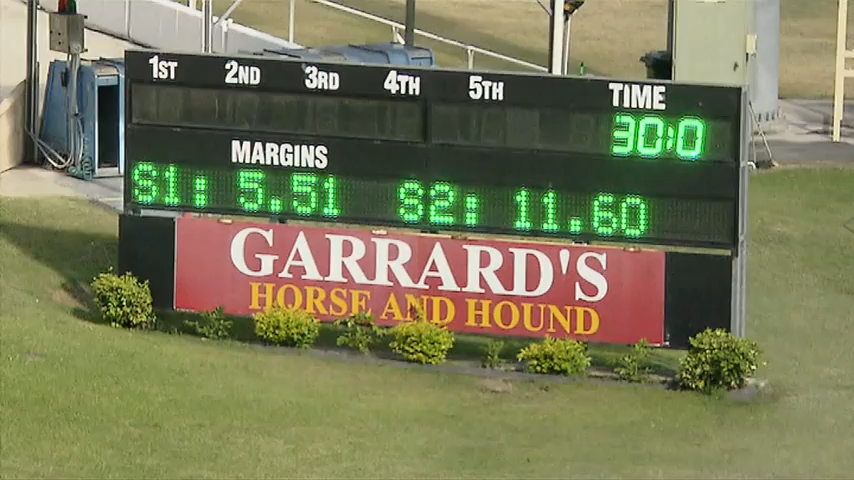 1ST 2ND 3RD 4TH 5TH TIME
30:0
MARGINS
S1: 5.51 S2: 11.60
GARRARD'S
HORSE AND HOUND